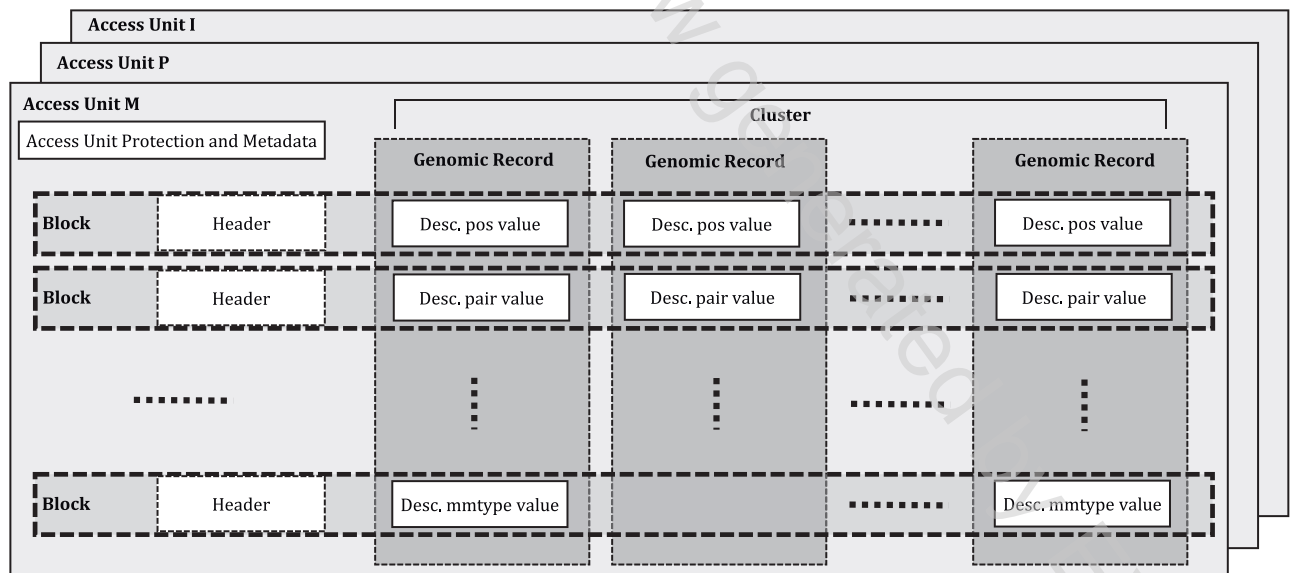 Access Unit I
Access Unit P
Access Unit M
Cluster
Access Unit Protection and Metadata
Genomic Record Genomic Record Genomic Record
Block Header Desc. pos value Desc. pos value Desc. pos value
Block Header Desc. pair value Desc. pair value Desc. pair value
Block Header Desc. mmtype value Desc. mmtype value
w generated by